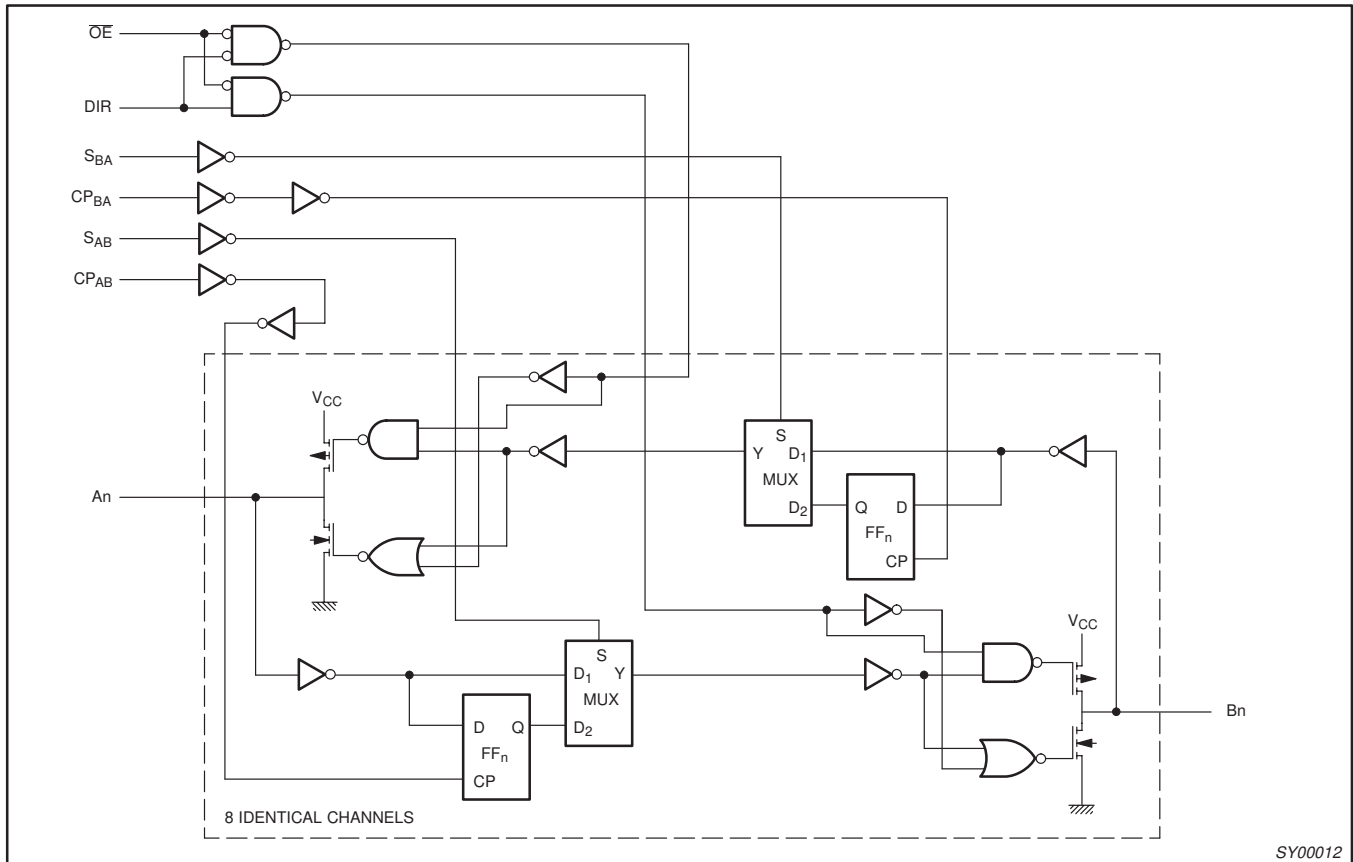 OE
DIR
SBA
CPBA
SAB
CPAB
VCC
S
Y D1
MUX
D2
Q D
FFn
CP
An
VCC
S
D1 Y
MUX
D2
D Q
FFn
CP
Bn
8 IDENTICAL CHANNELS
SY00012